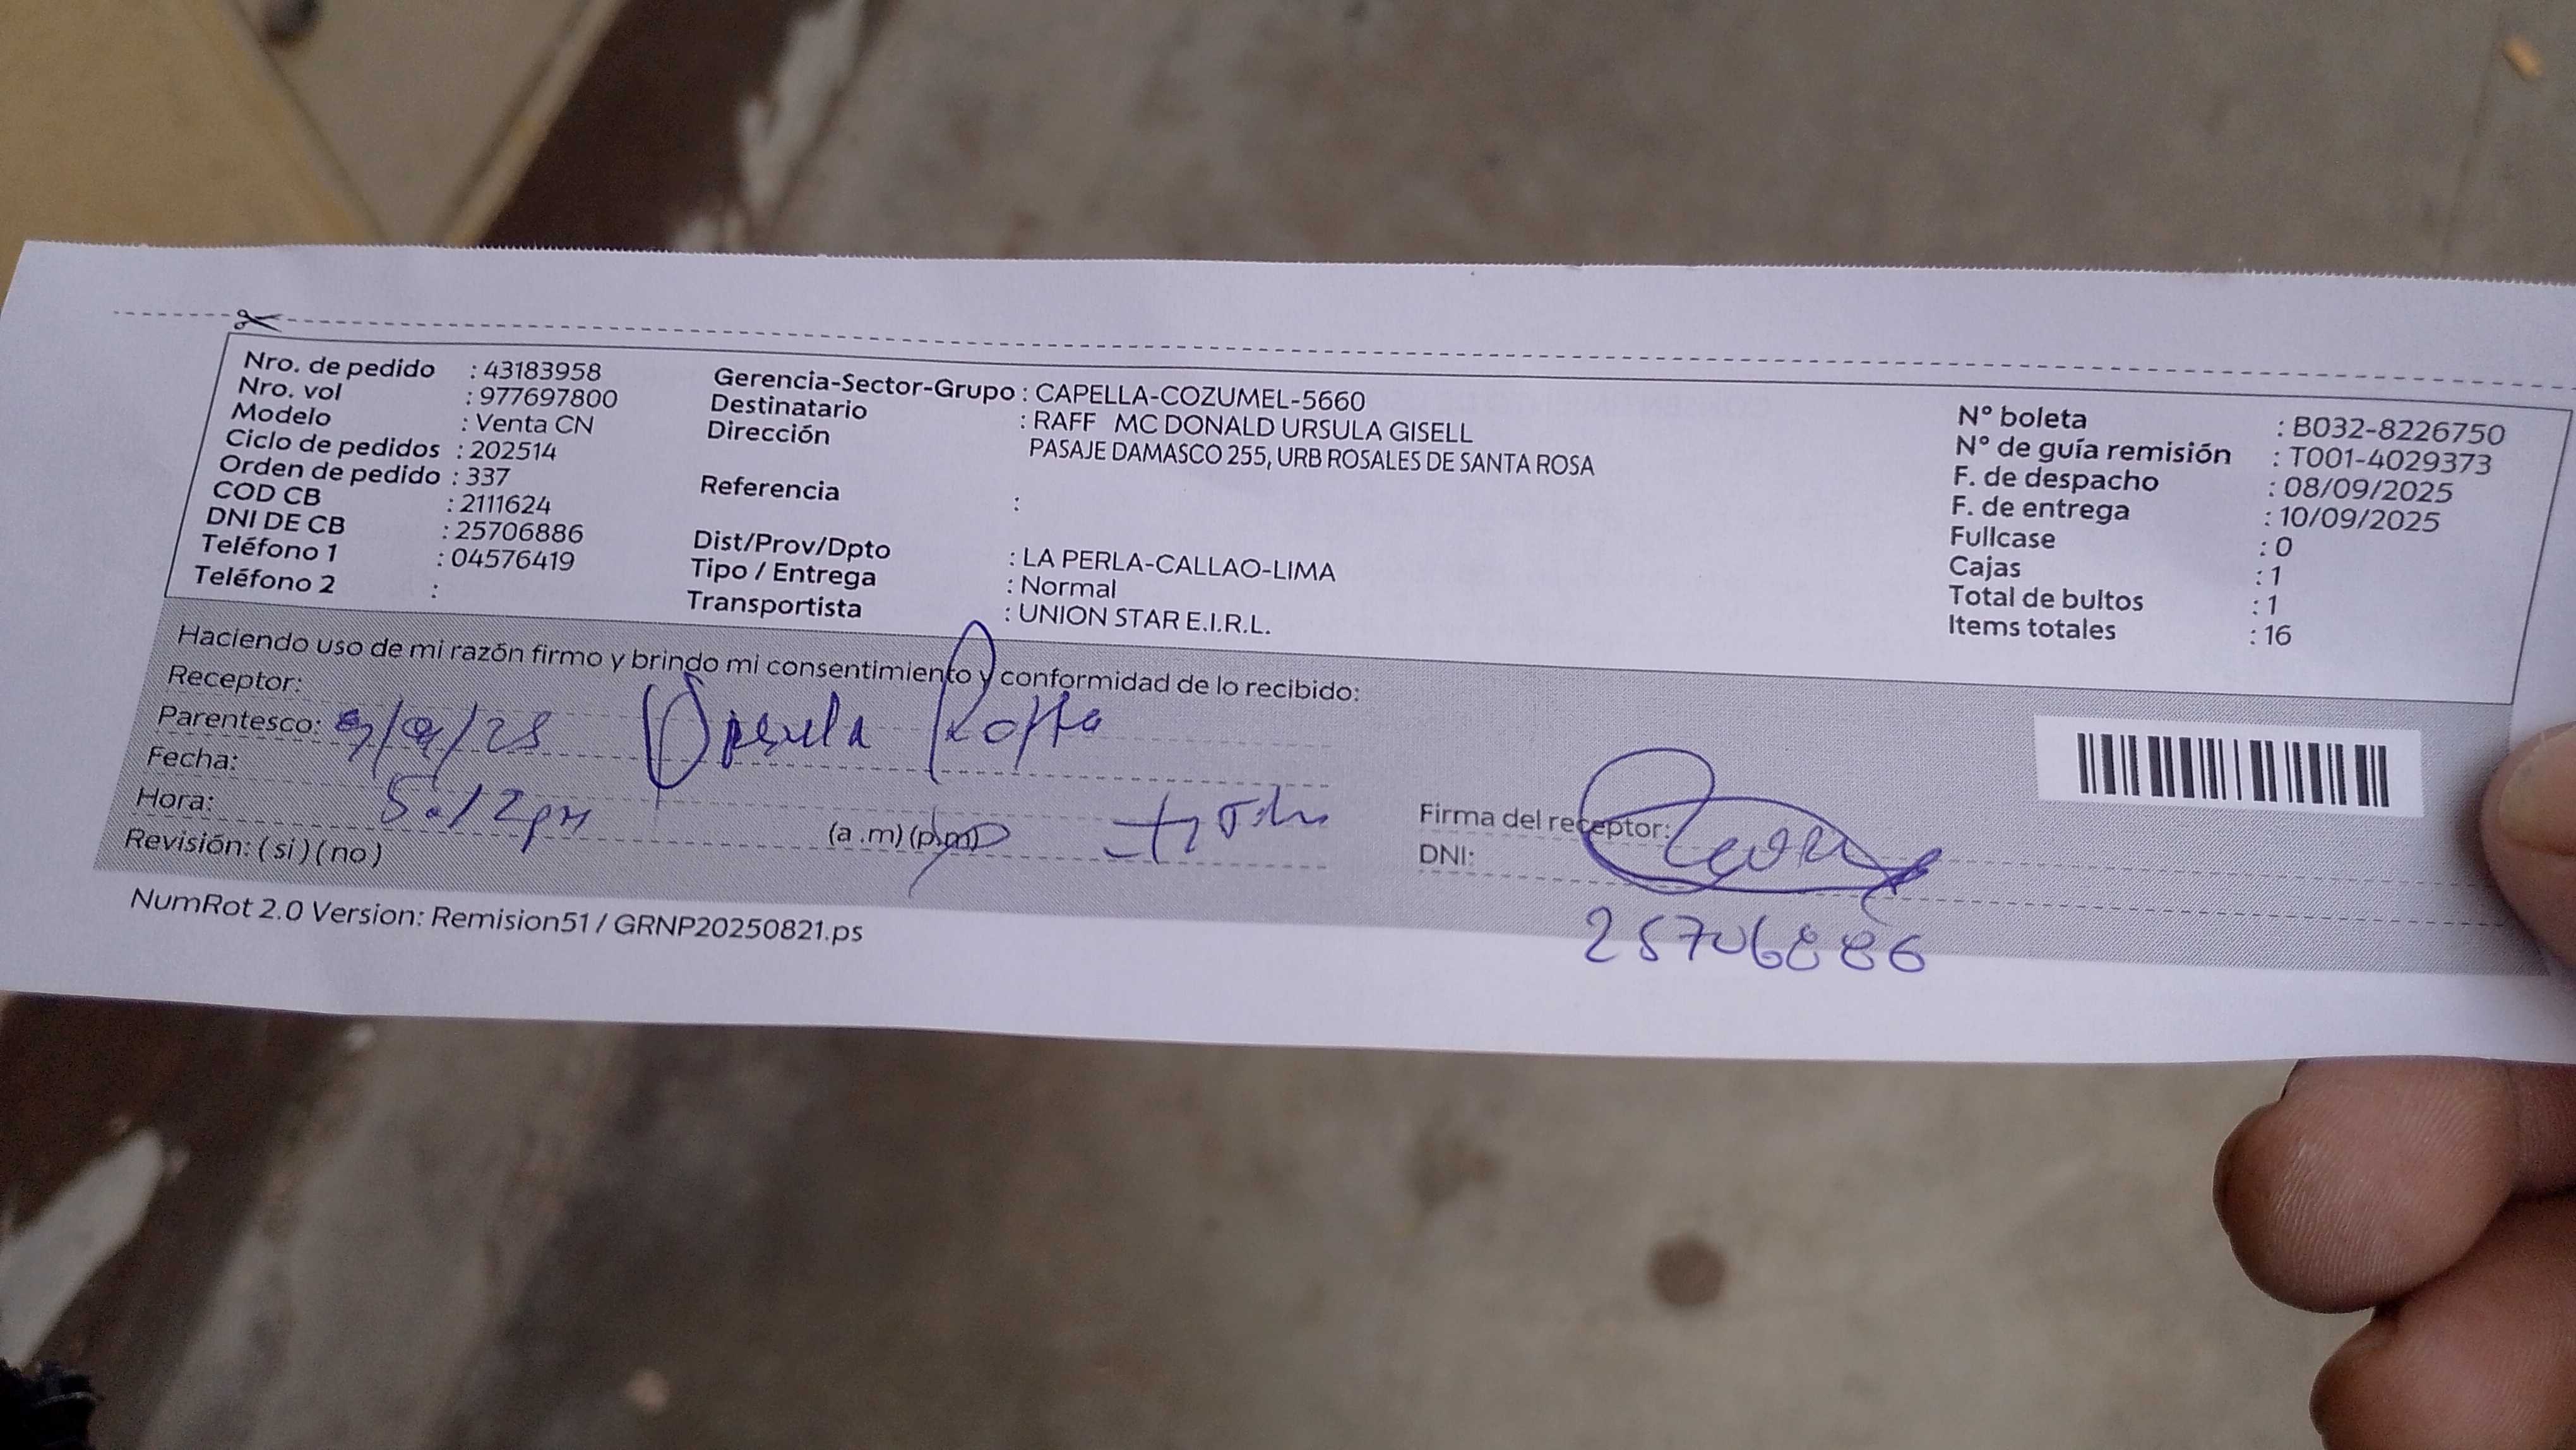 Nro. de pedido : 43183958
Nro. vol : 977697800
Modelo : Venta CN
Ciclo de pedidos : 202514
Orden de pedido : 337
COD CB : 2111624
DNI DE CB : 25706886
Teléfono 1 : 04576419
Teléfono 2 :
Gerencia-Sector-Grupo : CAPELLA-COZUMEL-5660
Destinatario : RAFF MC DONALD URSULA GISELL
Dirección PASAJE DAMASCO 255, URB ROSALES DE SANTA ROSA
Referencia :
Dist/Prov/Dpto : LA PERLA-CALLAO-LIMA
Tipo / Entrega : Normal
Transportista : UNION STAR E.I.R.L.
N° boleta : B032-8226750
N° de guía remisión : T001-4029373
F. de despacho : 08/09/2025
F. de entrega : 10/09/2025
Fullcase : 0
Cajas : 1
Total de bultos : 1
Items totales : 16
Haciendo uso de mi razón firmo y brindo mi consentimiento y conformidad de lo recibido:
Receptor:
Parentesco: Ursula
Fecha:
Hora: 5:12pm (a .m) (p.m)
Revisión: ( si ) ( no )
Firma del receptor:
DNI:
25706886
NumRot 2.0 Version: Remision51 / GRNP20250821.ps